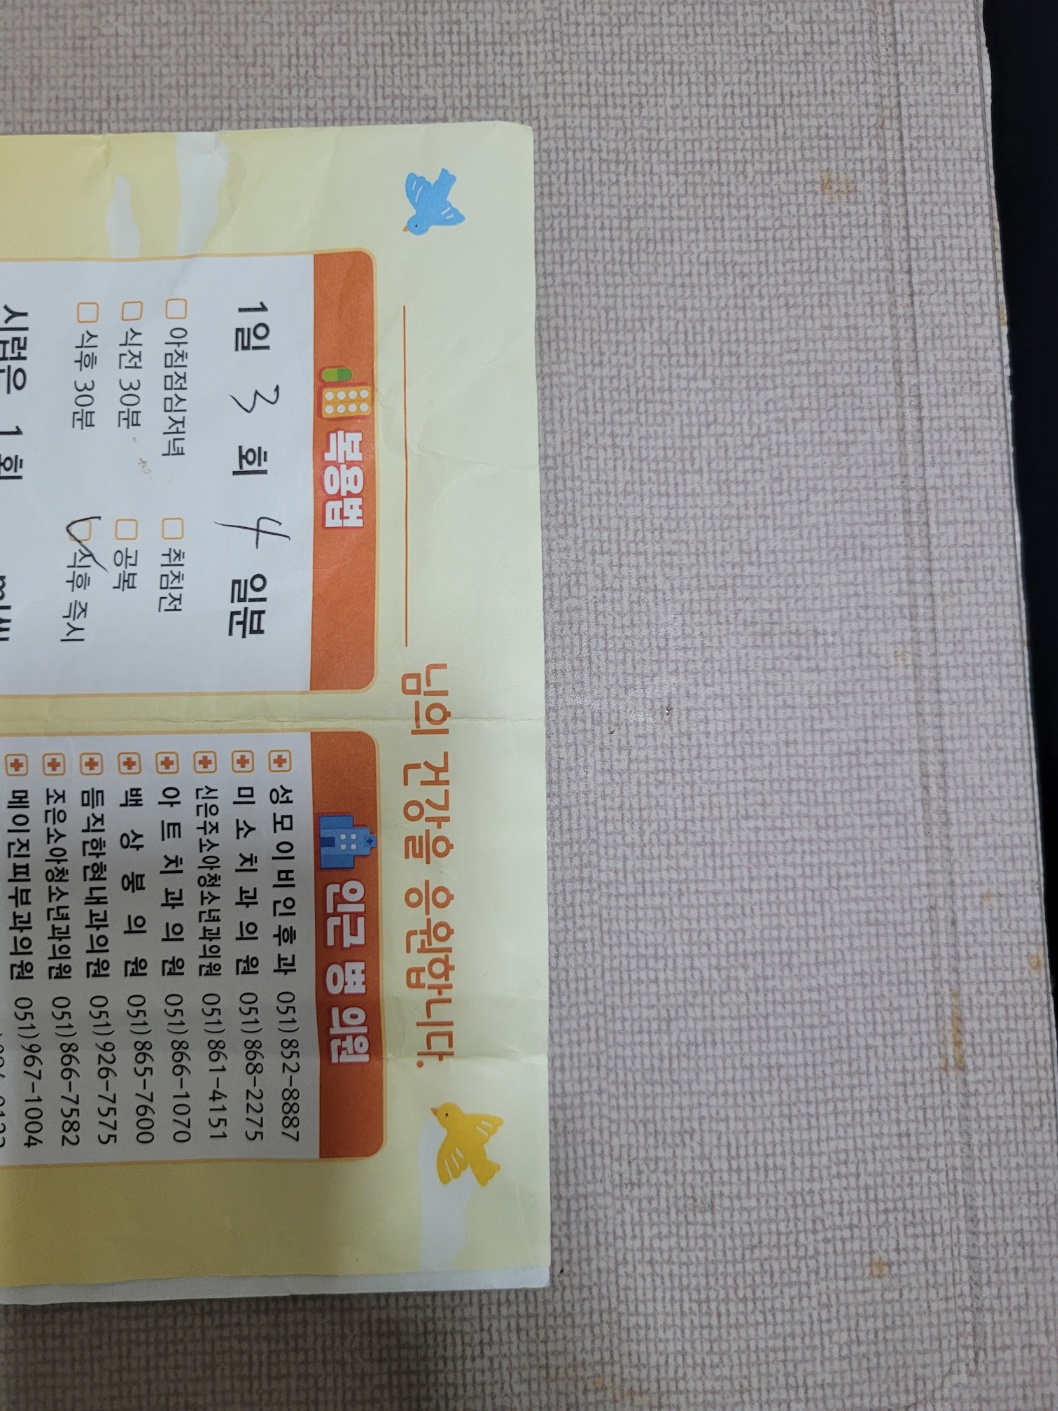 님의 건강을 응원합니다.
복용법
1일 3 회 4 일분
아침점심저녁 취침전
식전 30분 공복
식후 30분 식후 즉시
시럽은 1 회
인근 병 의원
성모이비인후과 051)852-8887
미소치과의원 051)868-2275
신은주소아청소년과의원 051)861-4151
아트치과의원 051)866-1070
백상봉의원 051)865-7600
듬직한현내과의원 051)926-7575
조은소아청소년과의원 051)866-7582
메이진피부과의원 051)967-1004